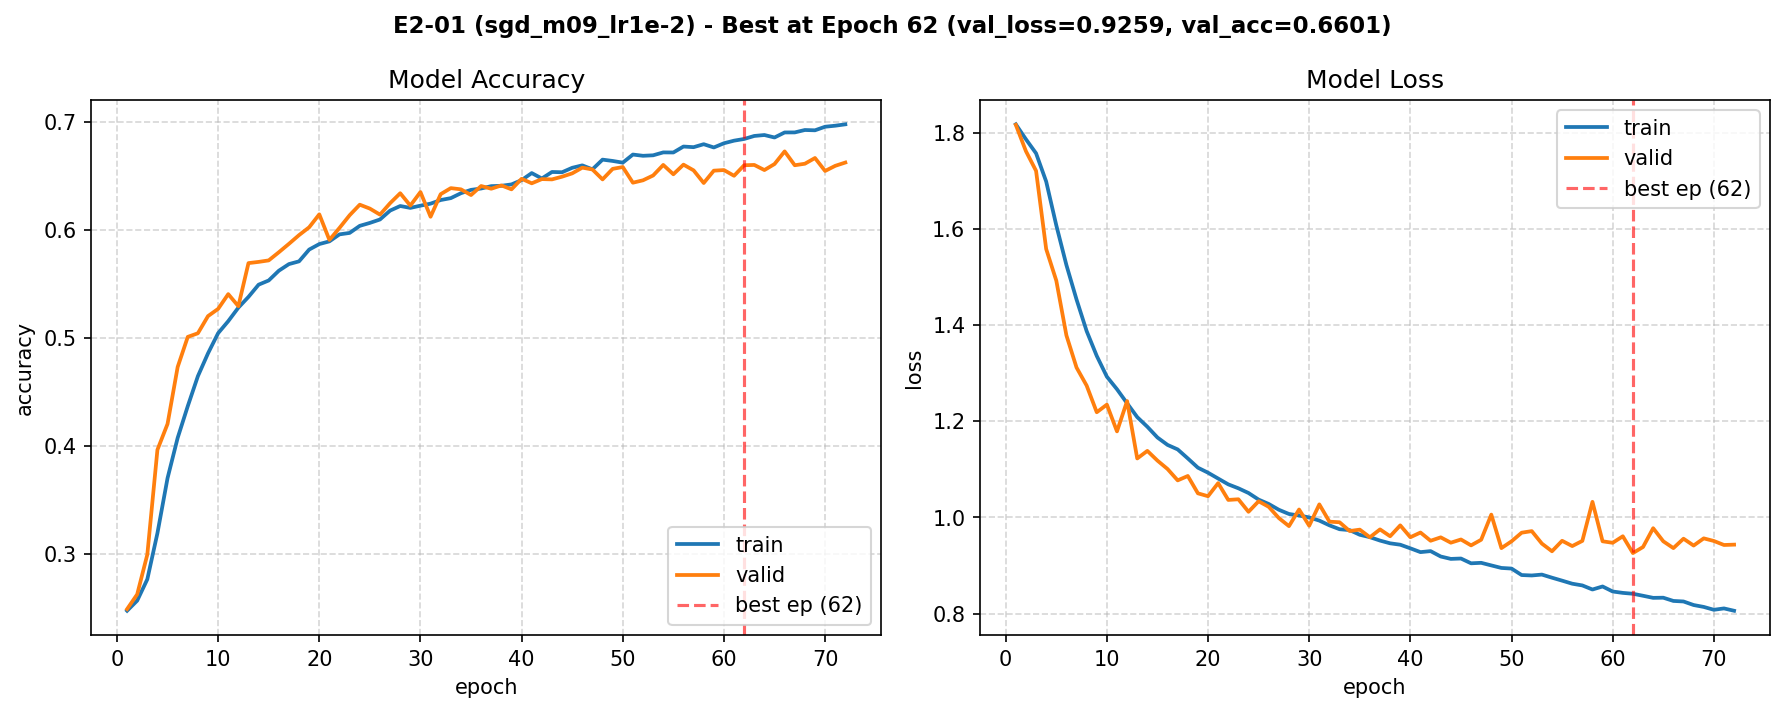 E2-01 (sgd_m09_lr1e-2) - Best at Epoch 62 (val_loss=0.9259, val_acc=0.6601)
Model Accuracy
0.7
0.6
0.5
0.4
0.3
accuracy
train
valid
best ep (62)
0 10 20 30 40 50 60 70
epoch
Model Loss
1.8
1.6
1.4
1.2
1.0
0.8
loss
train
valid
best ep (62)
0 10 20 30 40 50 60 70
epoch